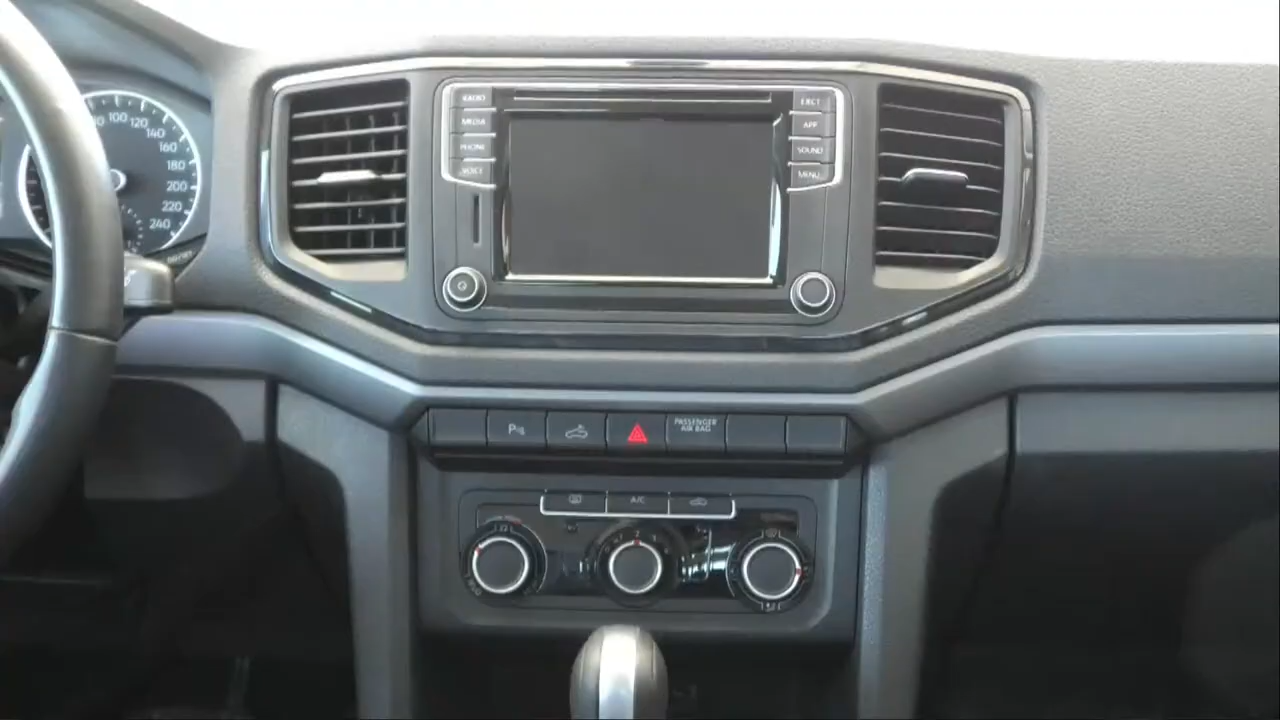 80 100 120 140 160 180 200 220 240
RADIO
MEDIA
PHONE
VOICE
EJECT
APP
SOUND
MENU
P
PASSENGER
AIR BAG
A/C